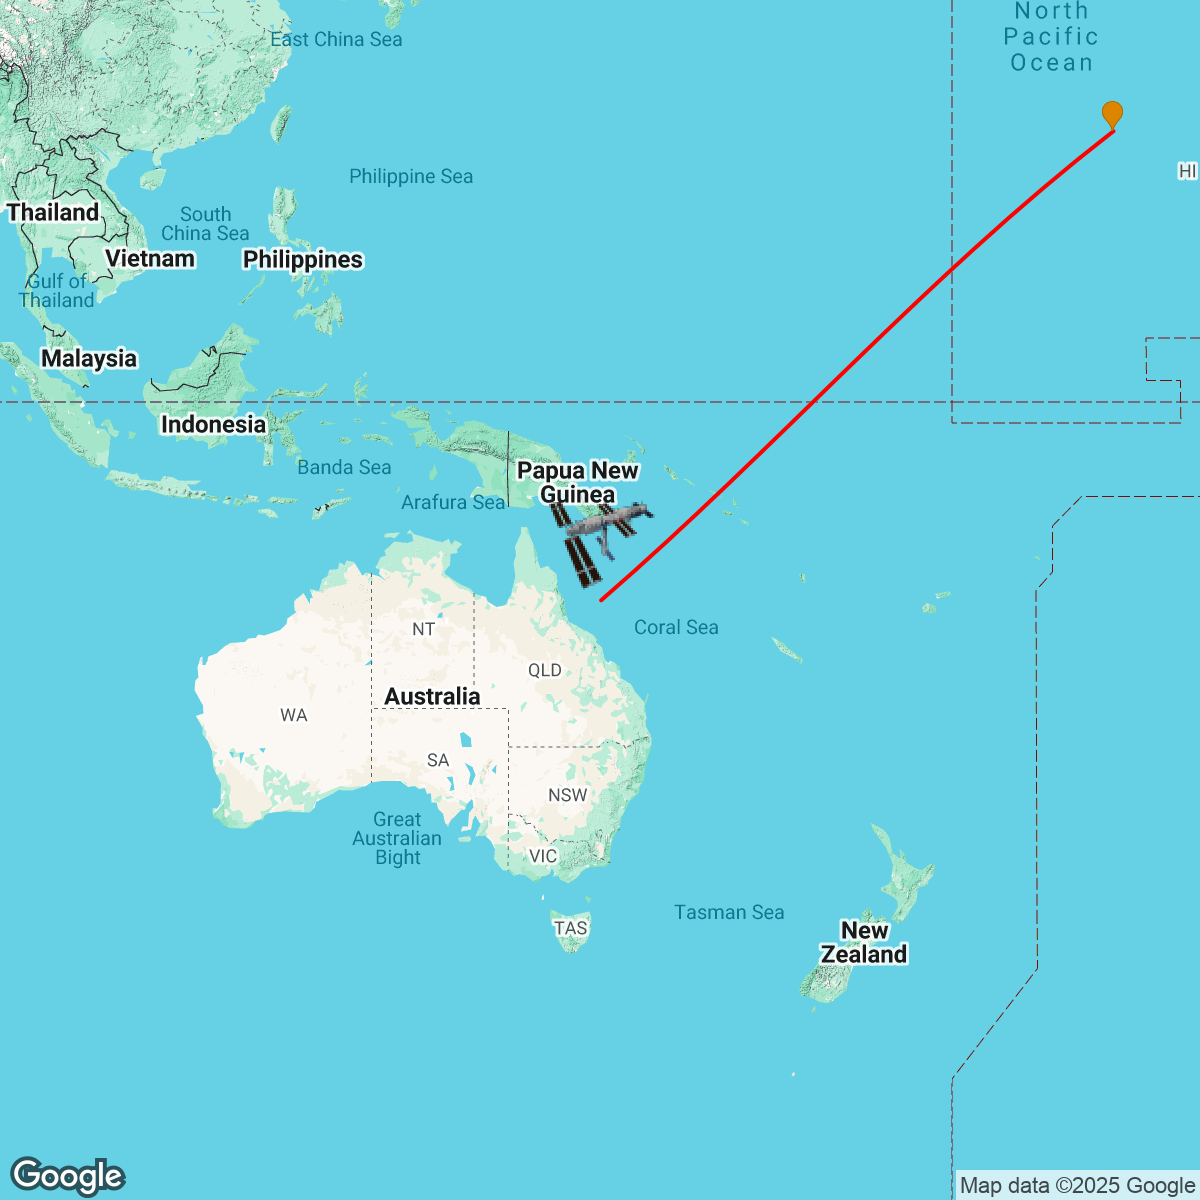 North
Pacific
Ocean
East China Sea
HI
Philippine Sea
Thailand
South
China Sea
Vietnam
Philippines
Gulf of
Thailand
Malaysia
Indonesia
Banda Sea
Papua New
Guinea
Arafura Sea
NT
Coral Sea
QLD
Australia
WA
SA
NSW
Great
Australian
Bight
VIC
TAS
Tasman Sea
New
Zealand
Google
Map data ©2025 Google